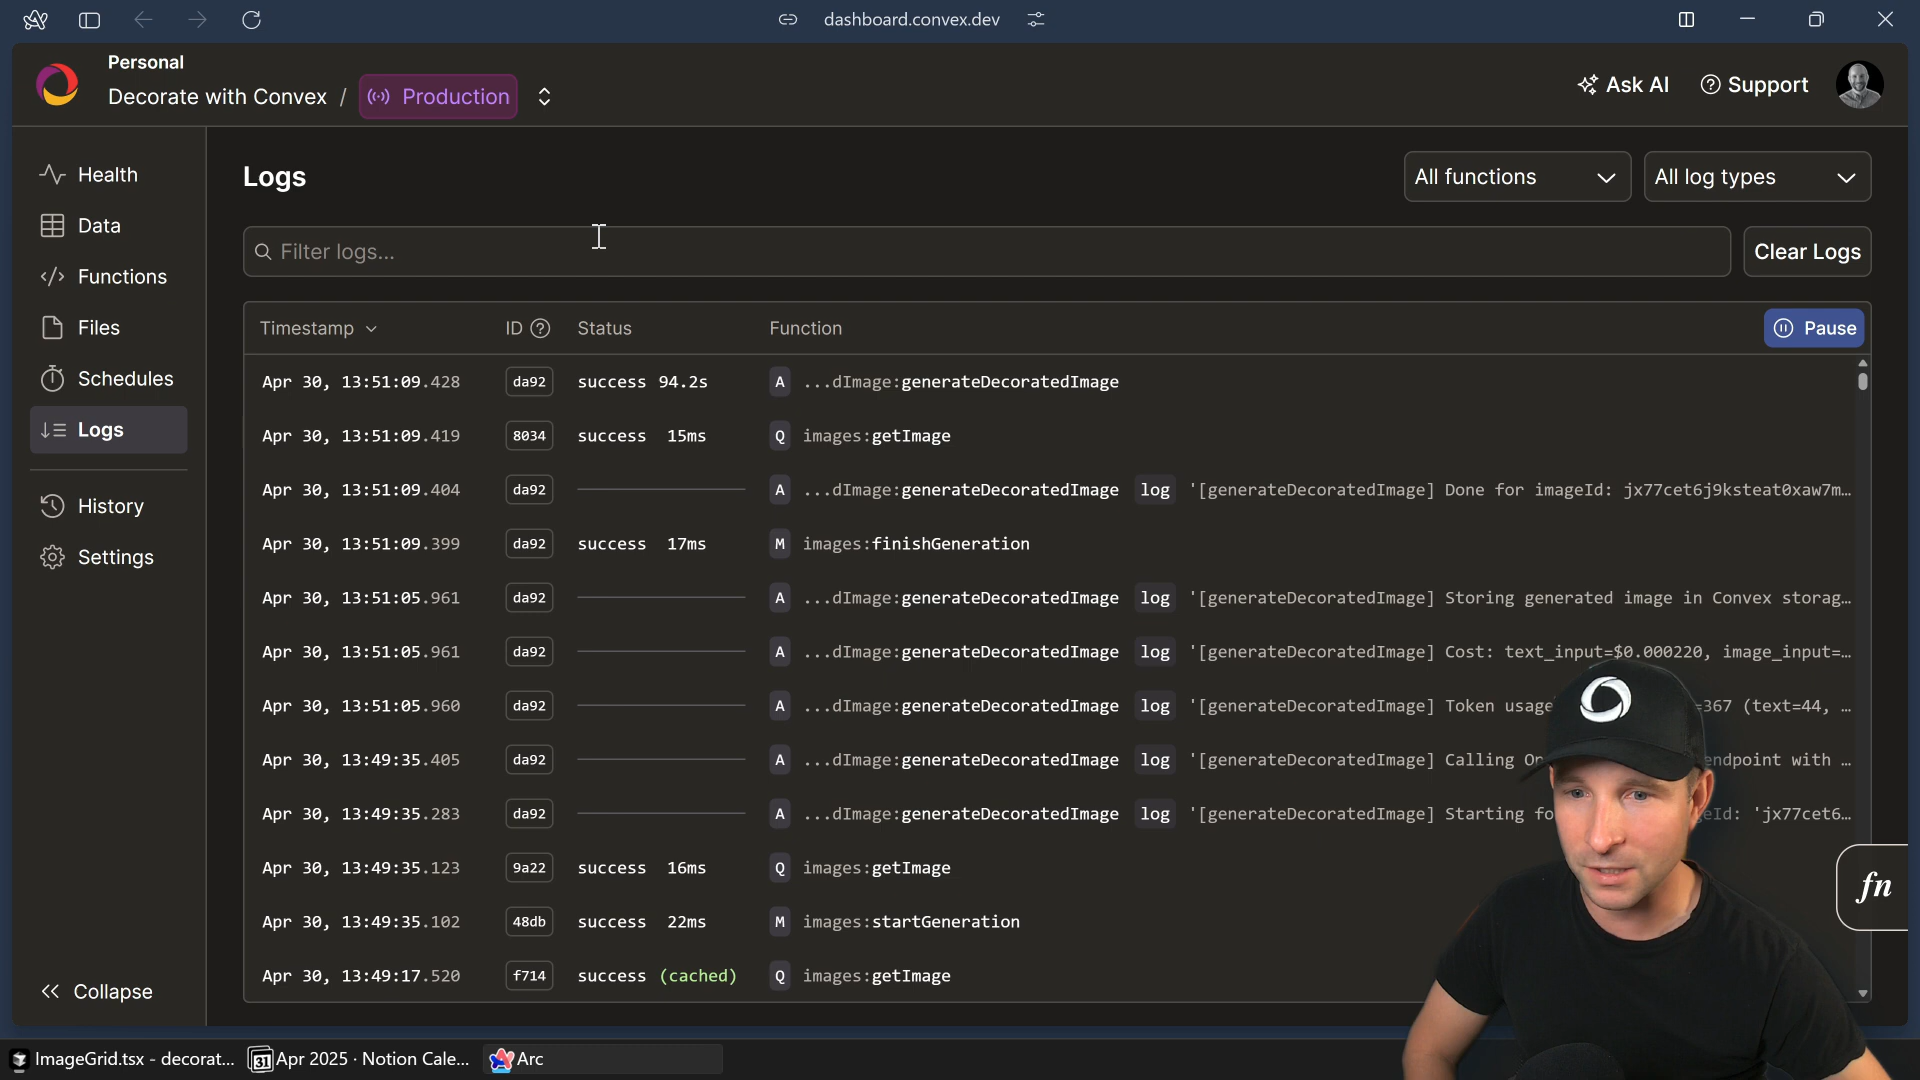 dashboard.convex.dev
Personal
Decorate with Convex / Production
Ask AI
Support
Health
Data
Functions
Files
Schedules
Logs
History
Settings
Collapse
Logs
All functions
All log types
Filter logs...
Clear Logs
Timestamp ID Status Function Pause
Apr 30, 13:51:09.428 da92 success 94.2s A ...dImage:generateDecoratedImage
Apr 30, 13:51:09.419 8034 success 15ms Q images:getImage
Apr 30, 13:51:09.404 da92 A ...dImage:generateDecoratedImage log '[generateDecoratedImage] Done for imageId: jx77cet6j9ksteat0xaw7m…
Apr 30, 13:51:09.399 da92 success 17ms M images:finishGeneration
Apr 30, 13:51:05.961 da92 A ...dImage:generateDecoratedImage log '[generateDecoratedImage] Storing generated image in Convex storag…
Apr 30, 13:51:05.961 da92 A ...dImage:generateDecoratedImage log '[generateDecoratedImage] Cost: text_input=$0.000220, image_input=…
Apr 30, 13:51:05.960 da92 A ...dImage:generateDecoratedImage log '[generateDecoratedImage] Token usage =367 (text=44, …
Apr 30, 13:49:35.405 da92 A ...dImage:generateDecoratedImage log '[generateDecoratedImage] Calling endpoint with …
Apr 30, 13:49:35.283 da92 A ...dImage:generateDecoratedImage log '[generateDecoratedImage] Starting 'jx77cet6…
Apr 30, 13:49:35.123 9a22 success 16ms Q images:getImage
Apr 30, 13:49:35.102 48db success 22ms M images:startGeneration
Apr 30, 13:49:17.520 f714 success (cached) Q images:getImage
fn
ImageGrid.tsx - decorat...
31 Apr 2025 · Notion Cale...
Arc